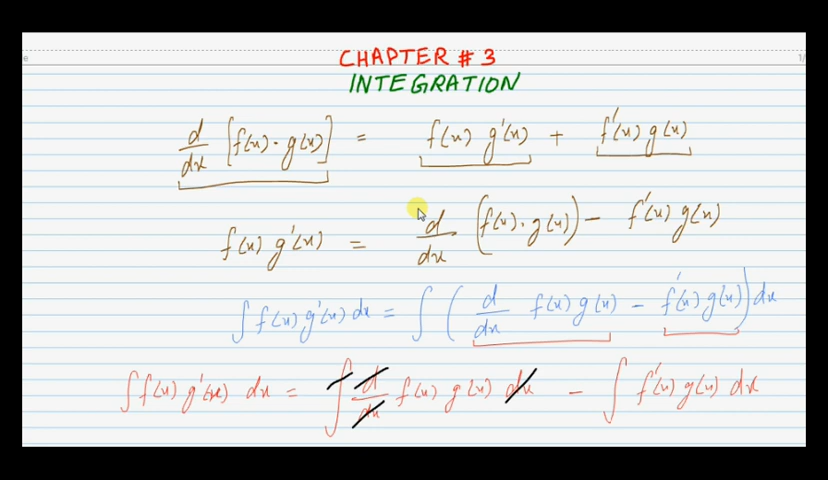 CHAPTER # 3
INTEGRATION
d/dx [f(x) · g(x)] = f(x) g'(x) + f'(x) g(x)
f(x) g'(x) = d/dx (f(x) · g(x)) − f'(x) g(x)
∫ f(x) g'(x) dx = ∫ ( d/dx f(x) g(x) − f'(x) g(x) ) dx
∫ f(x) g'(x) dx = ∫ d/dx f(x) g(x) dx − ∫ f'(x) g(x) dx